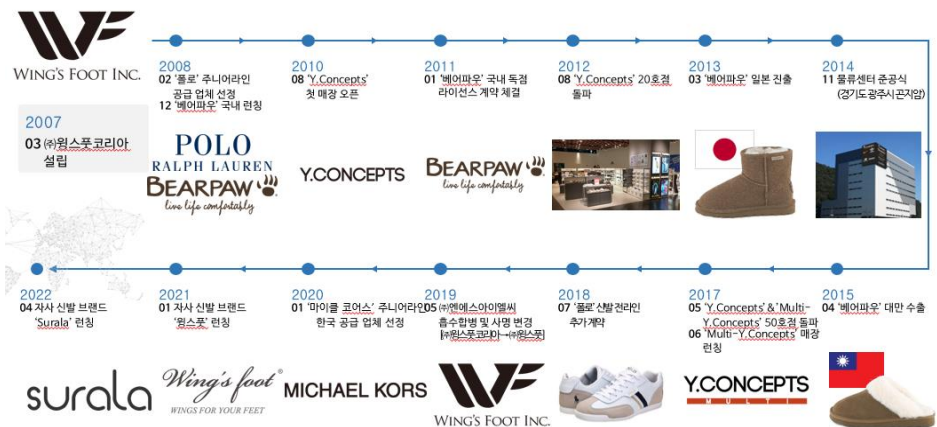 WING'S FOOT INC.
2007
03 ㈜윙스풋코리아
설립
2008
02 '폴로' 주니어라인
공급 업체 선정
12 '베어파우' 국내 런칭
POLO
RALPH LAUREN
BEARPAW
live life comfortably
2010
08 'Y.Concepts'
첫 매장 오픈
Y.CONCEPTS
2011
01 '베어파우' 국내 독점
라이선스 계약 체결
BEARPAW
live life comfortably
2012
08 'Y.Concepts' 20호점
돌파
2013
03 '베어파우' 일본 진출
2014
11 물류센터 준공식
(경기도 광주시 곤지암)
2022
04 자사 신발 브랜드
'Surala' 런칭
surala
2021
01 자사 신발 브랜드
'윙스풋' 런칭
Wing's foot
WINGS FOR YOUR FEET
2020
01 '마이클 코어스' 주니어라인
한국 공급 업체 선정
MICHAEL KORS
2019
05 ㈜엔에스아이엘씨
흡수합병 및 사명 변경
(㈜윙스풋코리아→㈜윙스풋)
WING'S FOOT INC.
2018
07 '폴로' 신발 전라인
추가 계약
2017
05 'Y.Concepts'&'Multi-
Y.Concepts' 50호점 돌파
06 'Multi-Y.Concepts' 매장
런칭
Y.CONCEPTS
MULTI
2015
04 '베어파우' 대만 수출